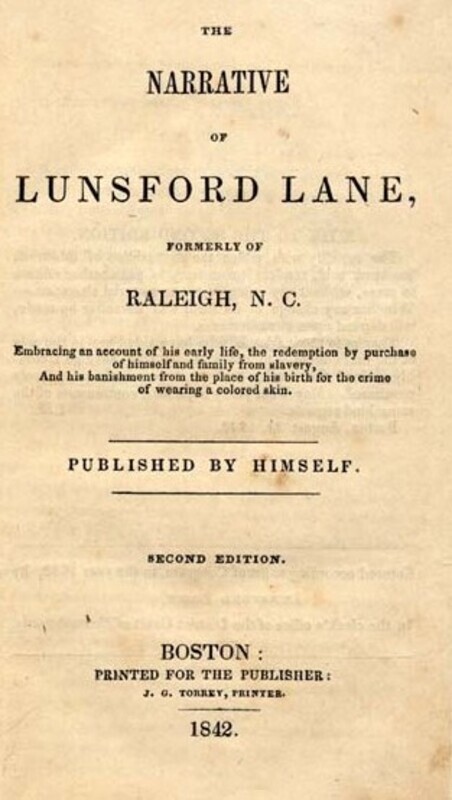 THE
NARRATIVE
OF
LUNSFORD LANE,
FORMERLY OF
RALEIGH, N. C.
Embracing an account of his early life, the redemption by purchase
of himself and family from slavery,
And his banishment from the place of his birth for the crime
of wearing a colored skin.
PUBLISHED BY HIMSELF.
SECOND EDITION.
BOSTON:
PRINTED FOR THE PUBLISHER:
J. G. TORREY, PRINTER.
1842.